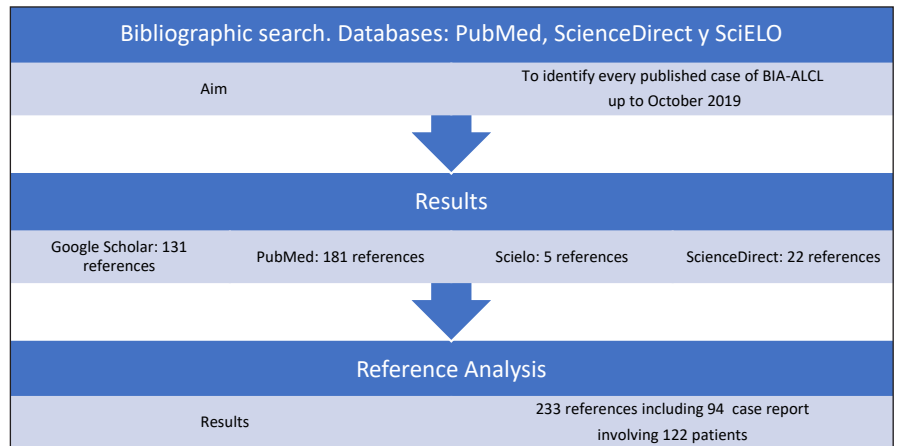 Bibliographic search. Databases: PubMed, ScienceDirect y SciELO
Aim
To identify every published case of BIA-ALCL
up to October 2019
Results
Google Scholar: 131
references
PubMed: 181 references
Scielo: 5 references
ScienceDirect: 22 references
Reference Analysis
Results
233 references including 94 case report
involving 122 patients